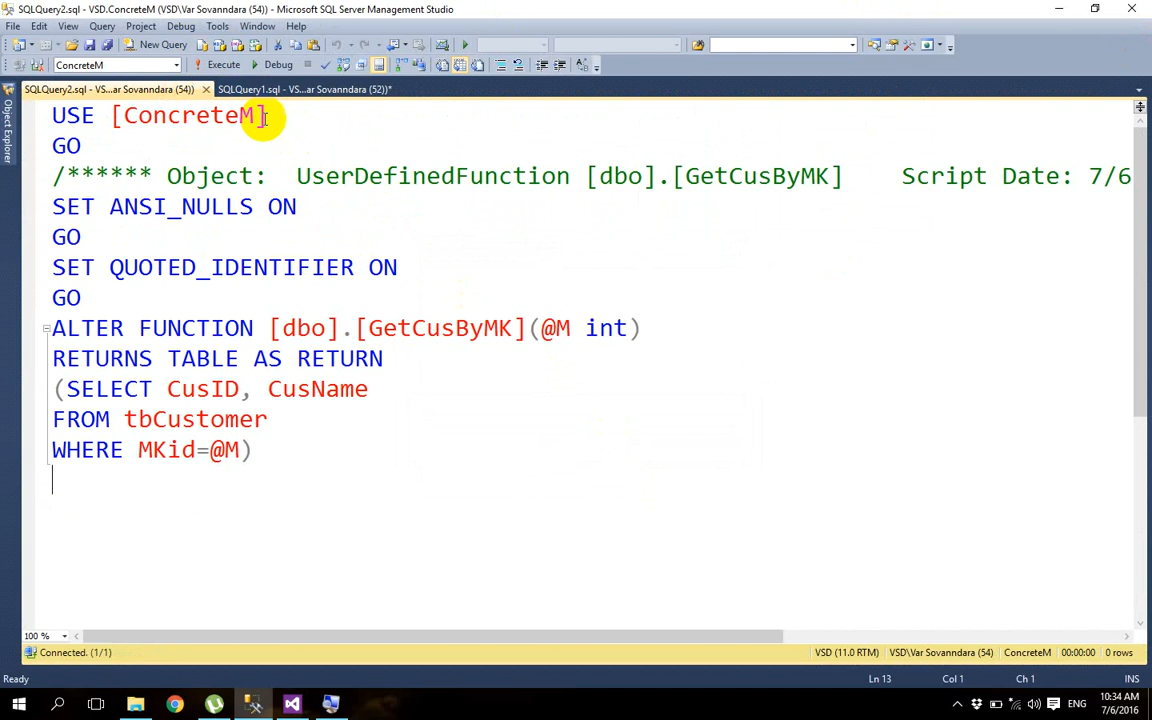 SQLQuery2.sql - VSD.ConcreteM (VSD\Var Sovanndara (54)) - Microsoft SQL Server Management Studio
File Edit View Query Project Debug Tools Window Help
New Query
ConcreteM Execute Debug
SQLQuery2.sql - VS...ar Sovanndara (54)) SQLQuery1.sql - VS...ar Sovanndara (52))*
Object Explorer
USE [ConcreteM]
GO
/****** Object:  UserDefinedFunction [dbo].[GetCusByMK]    Script Date: 7/6
SET ANSI_NULLS ON
GO
SET QUOTED_IDENTIFIER ON
GO
ALTER FUNCTION [dbo].[GetCusByMK](@M int)
RETURNS TABLE AS RETURN
(SELECT CusID, CusName
FROM tbCustomer
WHERE MKid=@M)
100 %
Connected. (1/1) VSD (11.0 RTM) VSD\Var Sovanndara (54) ConcreteM 00:00:00 0 rows
Ready Ln 13 Col 1 Ch 1 INS
ENG 10:34 AM
7/6/2016